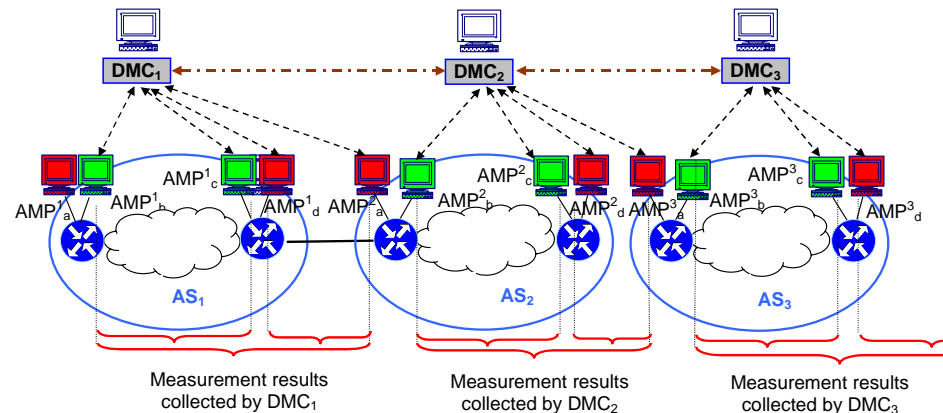 DMC₁ DMC₂ DMC₃
AMP¹a AMP¹b AMP¹c AMP¹d AMP²a AMP²b AMP²c AMP²d AMP³a AMP³b AMP³c AMP³d
AS₁ AS₂ AS₃
Measurement results
collected by DMC₁
Measurement results
collected by DMC₂
Measurement results
collected by DMC₃